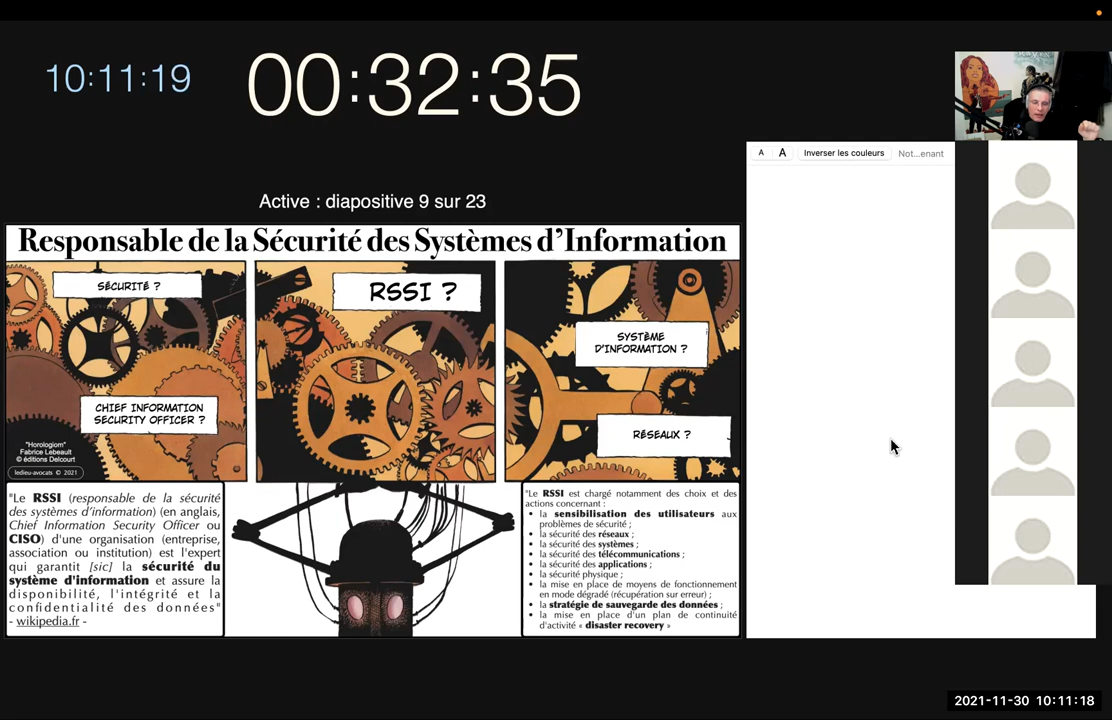 10:11:19
00:32:35
Active : diapositive 9 sur 23
A A Inverser les couleurs Not...enant
Responsable de la Sécurité des Systèmes d'Information
SÉCURITÉ ?
CHIEF INFORMATION
SECURITY OFFICER ?
"Horologiom"
Fabrice Lebeault
© éditions Delcourt
ledieu-avocats © 2021
RSSI ?
SYSTÈME
D'INFORMATION ?
RÉSEAUX ?
"Le RSSI (responsable de la sécurité
des systèmes d'information) (en anglais,
Chief Information Security Officer ou
CISO) d'une organisation (entreprise,
association ou institution) est l'expert
qui garantit [sic] la sécurité du
système d'information et assure la
disponibilité, l'intégrité et la
confidentialité des données"
- wikipedia.fr -
"Le RSSI est chargé notamment des choix et des
actions concernant :
• la sensibilisation des utilisateurs aux
problèmes de sécurité ;
• la sécurité des réseaux ;
• la sécurité des systèmes ;
• la sécurité des télécommunications ;
• la sécurité des applications ;
• la sécurité physique ;
• la mise en place de moyens de fonctionnement
en mode dégradé (récupération sur erreur) ;
• la stratégie de sauvegarde des données ;
• la mise en place d'un plan de continuité
d'activité « disaster recovery »
2021-11-30 10:11:18